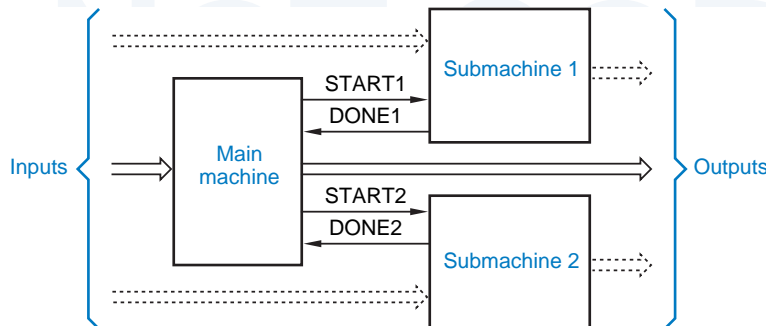 Submachine 1
START1
DONE1
Inputs
Main
machine
Outputs
START2
DONE2
Submachine 2